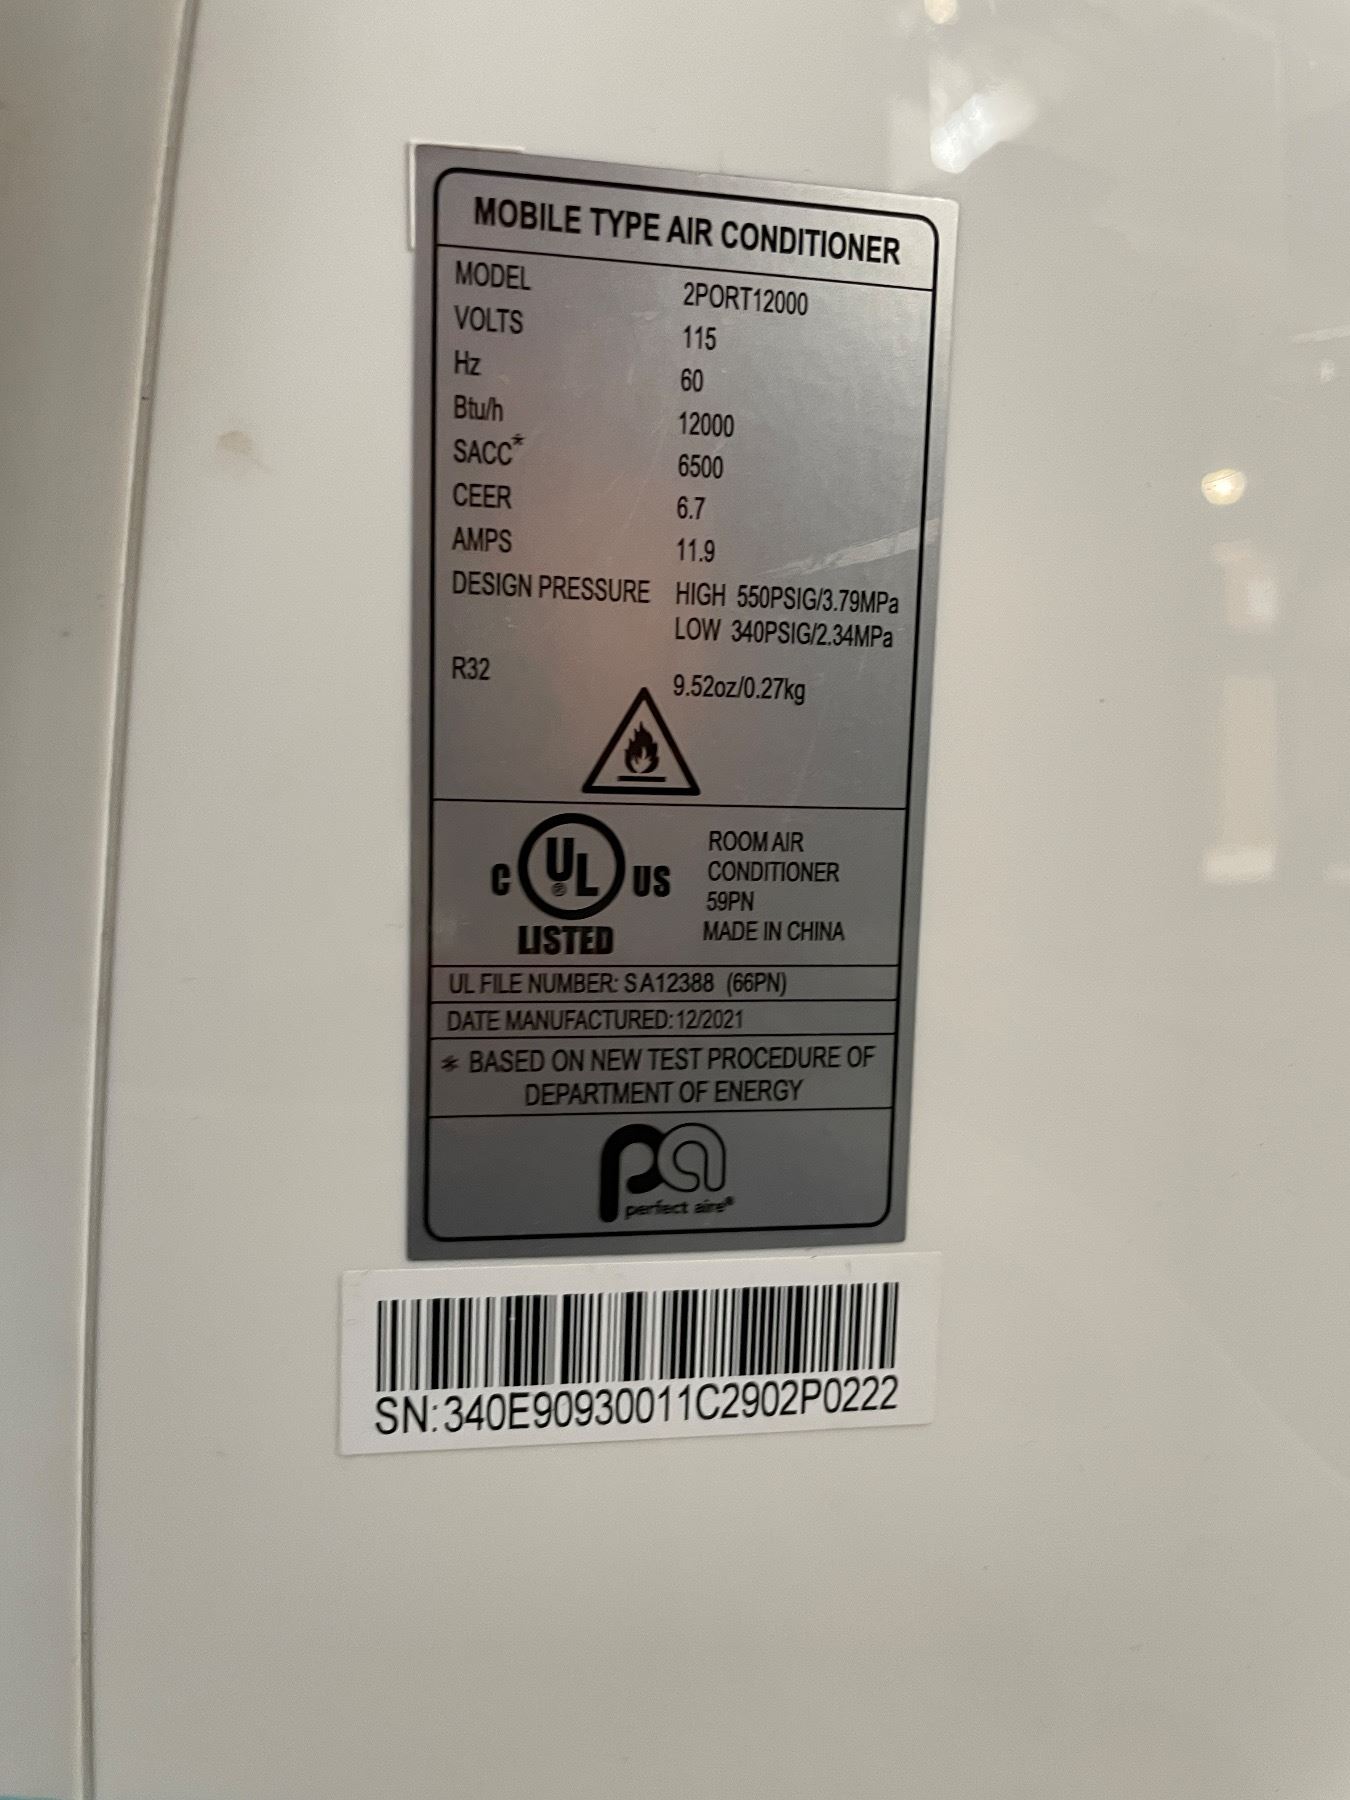 MOBILE TYPE AIR CONDITIONER
MODEL 2PORT12000
VOLTS 115
Hz 60
Btu/h 12000
SACC* 6500
CEER 6.7
AMPS 11.9
DESIGN PRESSURE HIGH 550PSIG/3.79MPa
LOW 340PSIG/2.34MPa
R32 9.52oz/0.27kg
C UL® US
LISTED
ROOM AIR
CONDITIONER
59PN
MADE IN CHINA
UL FILE NUMBER: SA12388 (66PN)
DATE MANUFACTURED: 12/2021
* BASED ON NEW TEST PROCEDURE OF
DEPARTMENT OF ENERGY
pa
perfect aire®
SN:340E90930011C2902P0222